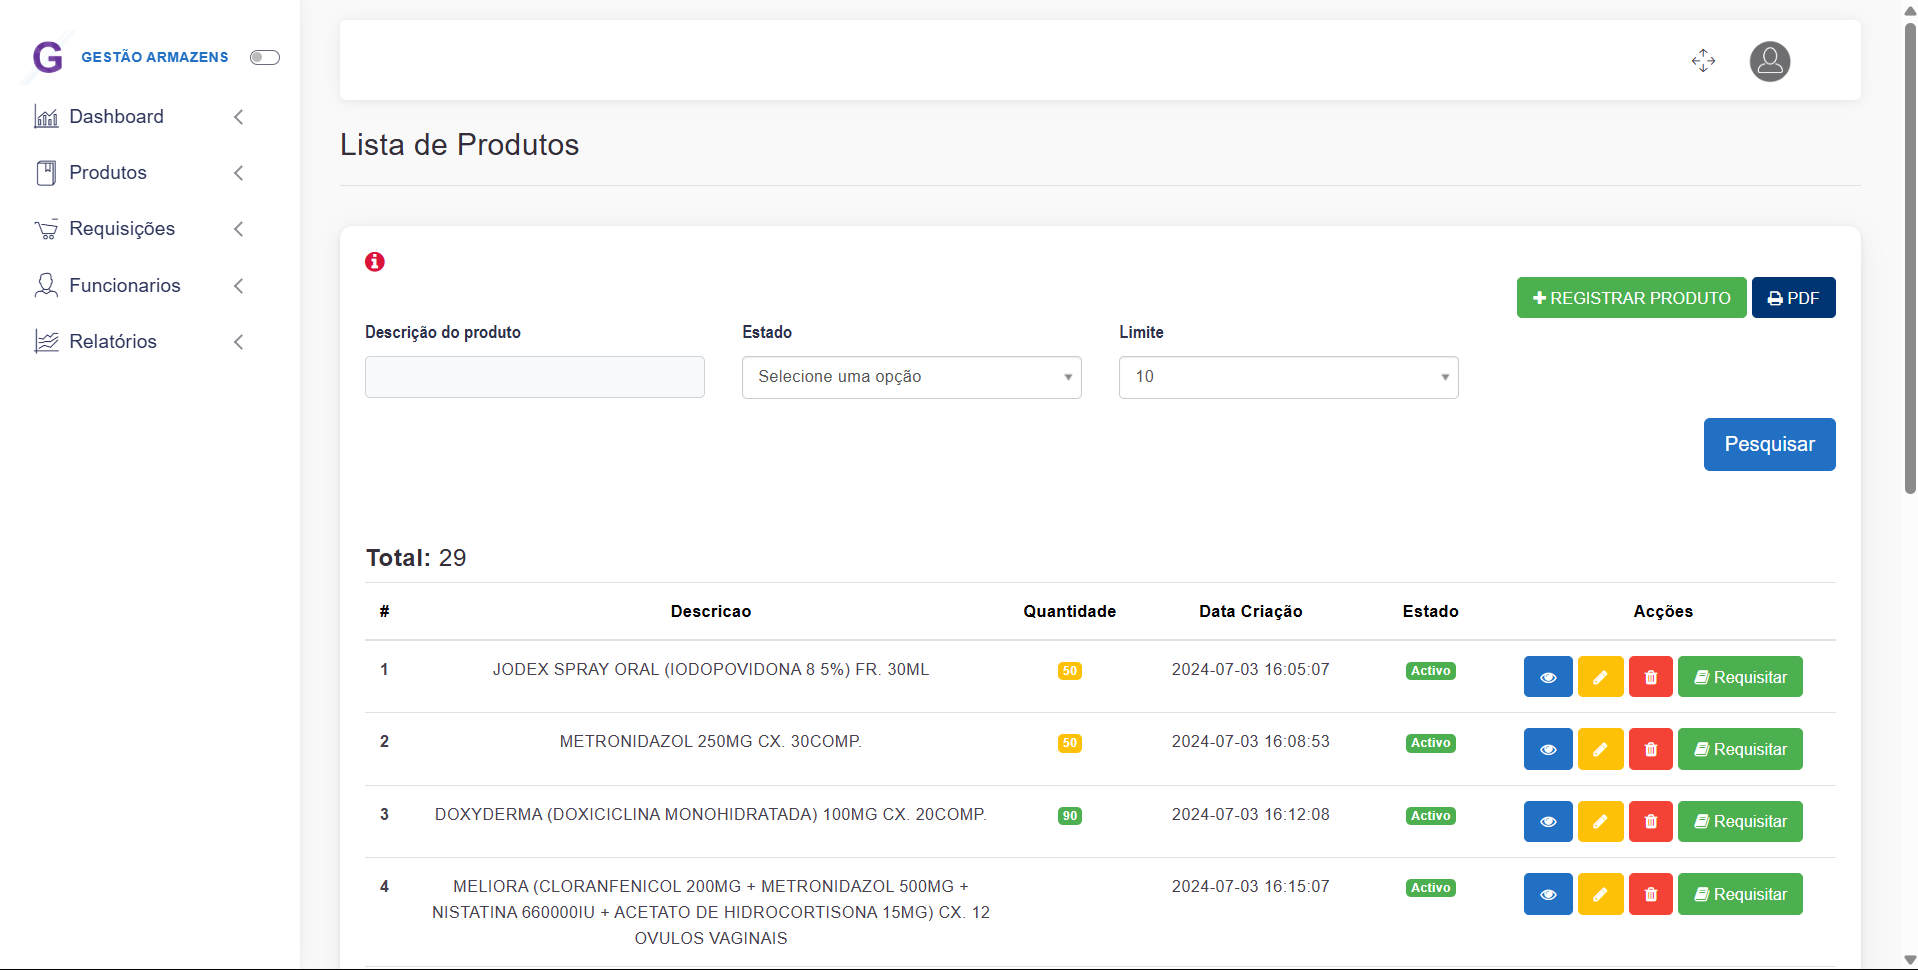 G GESTÃO ARMAZENS
Dashboard
Produtos
Requisições
Funcionarios
Relatórios
Lista de Produtos
REGISTRAR PRODUTO PDF
Descrição do produto Estado Limite
Selecione uma opção 10
Pesquisar
Total: 29
# Descricao Quantidade Data Criação Estado Acções
1 JODEX SPRAY ORAL (IODOPOVIDONA 8 5%) FR. 30ML 50 2024-07-03 16:05:07 Activo Requisitar
2 METRONIDAZOL 250MG CX. 30COMP. 50 2024-07-03 16:08:53 Activo Requisitar
3 DOXYDERMA (DOXICICLINA MONOHIDRATADA) 100MG CX. 20COMP. 90 2024-07-03 16:12:08 Activo Requisitar
4 MELIORA (CLORANFENICOL 200MG + METRONIDAZOL 500MG + 2024-07-03 16:15:07 Activo Requisitar
NISTATINA 660000IU + ACETATO DE HIDROCORTISONA 15MG) CX. 12
OVULOS VAGINAIS